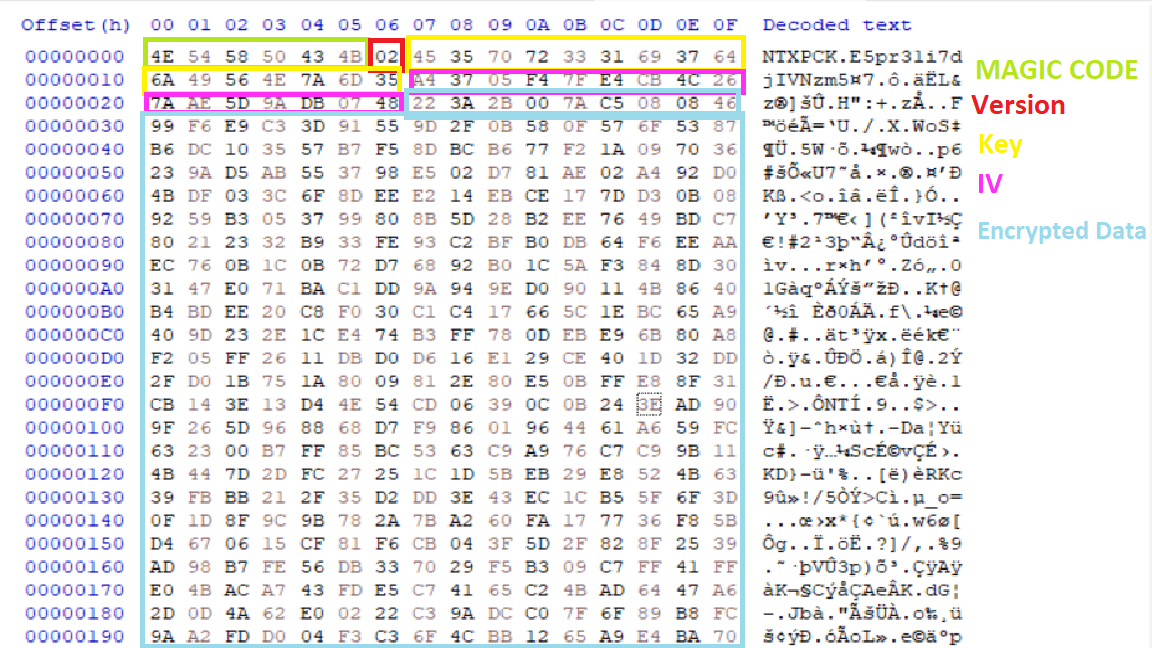 Offset(h) 00 01 02 03 04 05 06 07 08 09 0A 0B 0C 0D 0E 0F Decoded text
00000000 4E 54 58 50 43 4B 02 45 35 70 72 33 31 69 37 64 NTXPCK.E5pr31i7d
00000010 6A 49 56 4E 7A 6D 35 A4 37 05 F4 7F E4 CB 4C 26 jIVNzm5¤7.ô.äËL&
00000020 7A AE 5D 9A DB 07 48 22 3A 2B 00 7A C5 08 08 46 z®]šÛ.H":+.zÅ..F
00000030 99 F6 E9 C3 3D 91 55 9D 2F 0B 58 0F 57 6F 53 87 ™öéÃ=‘U./.X.WoS‡
00000040 B6 DC 10 35 57 B7 F5 8D BC B6 77 F2 1A 09 70 36 ¶Ü.5W·õ.¼¶wò..p6
00000050 23 9A D5 AB 55 37 98 E5 02 D7 81 AE 02 A4 92 D0 #šÕ«U7˜å.×.®.¤’Ð
00000060 4B DF 03 3C 6F 8D EE E2 14 EB CE 17 7D D3 0B 08 Kß.<o.îâ.ëÎ.}Ó..
00000070 92 59 B3 05 37 99 80 8B 5D 28 B2 EE 76 49 BD C7 ’Y³.7™€‹](²îvI½Ç
00000080 80 21 23 32 B9 33 FE 93 C2 BF B0 DB 64 F6 EE AA €!#2¹3þ“Â¿°Ûdöîª
00000090 EC 76 0B 1C 0B 72 D7 68 92 B0 1C 5A F3 84 8D 30 ìv...r×h’°.Zó„.0
000000A0 31 47 E0 71 BA C1 DD 9A 94 9E D0 90 11 4B 86 40 1GàqºÁÝš”žÐ..K†@
000000B0 B4 BD EE 20 C8 F0 30 C1 C4 17 66 5C 1E BC 65 A9 ´½î Èð0ÁÄ.f\.¼e©
000000C0 40 9D 23 2E 1C E4 74 B3 FF 78 0D EB E9 6B 80 A8 @.#..ät³ÿx.ëék€¨
000000D0 F2 05 FF 26 11 DB D0 D6 16 E1 29 CE 40 1D 32 DD ò.ÿ&.ÛÐÖ.á)Î@.2Ý
000000E0 2F D0 1B 75 1A 80 09 81 2E 80 E5 0B FF E8 8F 31 /Ð.u.€...€å.ÿè.1
000000F0 CB 14 3E 13 D4 4E 54 CD 06 39 0C 0B 24 3E AD 90 Ë.>.ÔNTÍ.9..$>..
00000100 9F 26 5D 96 88 68 D7 F9 86 01 96 44 61 A6 59 FC Ÿ&]–ˆh×ù†.–Da¦Yü
00000110 63 23 00 B7 FF 85 BC 53 63 C9 A9 76 C7 C9 9B 11 c#.·ÿ…¼ScÉ©vÇÉ›.
00000120 4B 44 7D 2D FC 27 25 1C 1D 5B EB 29 E8 52 4B 63 KD}-ü'%..[ë)èRKc
00000130 39 FB BB 21 2F 35 D2 DD 3E 43 EC 1C B5 5F 6F 3D 9û»!/5ÒÝ>Cì.µ_o=
00000140 0F 1D 8F 9C 9B 78 2A 7B A2 60 FA 17 77 36 F8 5B ...œ›x*{¢`ú.w6ø[
00000150 D4 67 06 15 CF 81 F6 CB 04 3F 5D 2F 82 8F 25 39 Ôg..Ï.öË.?]/‚.%9
00000160 AD 98 B7 FE 56 DB 33 70 29 F5 B3 09 C7 FF 41 FF .˜·þVÛ3p)õ³.ÇÿAÿ
00000170 E0 4B AC A7 43 FD E5 C7 41 65 C2 4B AD 64 47 A6 àK¬§CýåÇAeÂK.dG¦
00000180 2D 0D 4A 62 E0 02 22 C3 9A DC C0 7F 6F 89 B8 FC -.Jbà."ÃšÜÀ.o‰¸ü
00000190 9A A2 FD D0 04 F3 C3 6F 4C BB 12 65 A9 E4 BA 70 š¢ýÐ.óÃoL».e©äºp
MAGIC CODE
Version
Key
IV
Encrypted Data